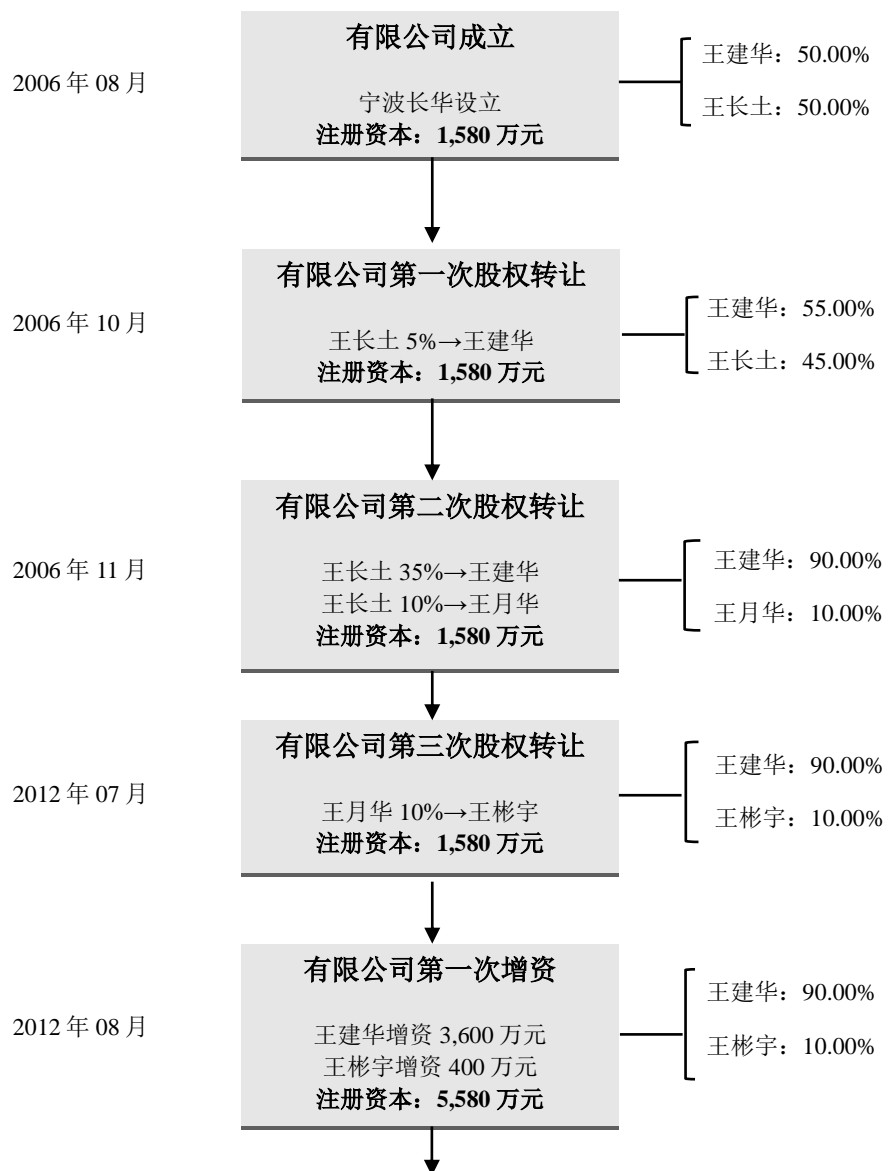 有限公司成立
2006 年 08 月
宁波长华设立
注册资本：1,580 万元
王建华：50.00%
王长土：50.00%
有限公司第一次股权转让
2006 年 10 月
王长土 5%→王建华
注册资本：1,580 万元
王建华：55.00%
王长土：45.00%
有限公司第二次股权转让
2006 年 11 月
王长土 35%→王建华
王长土 10%→王月华
注册资本：1,580 万元
王建华：90.00%
王月华：10.00%
有限公司第三次股权转让
2012 年 07 月
王月华 10%→王彬宇
注册资本：1,580 万元
王建华：90.00%
王彬宇：10.00%
有限公司第一次增资
2012 年 08 月
王建华增资 3,600 万元
王彬宇增资 400 万元
注册资本：5,580 万元
王建华：90.00%
王彬宇：10.00%